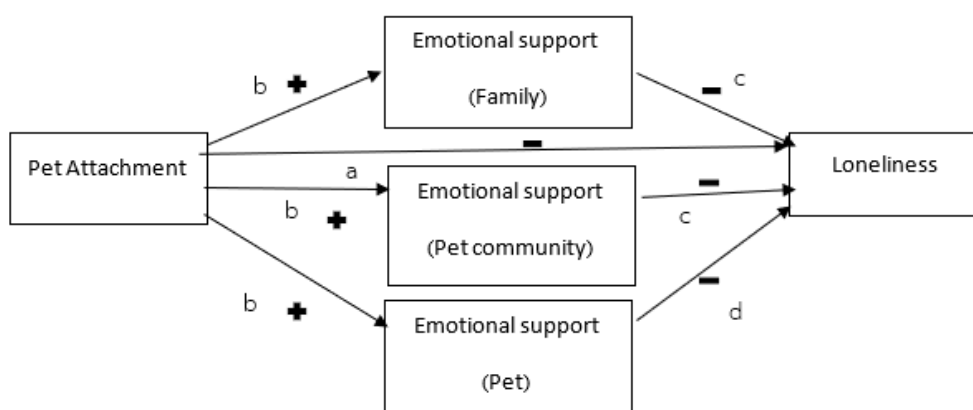 Emotional support
(Family)
b +
- c
Pet Attachment
-
Loneliness
a
Emotional support
(Pet community)
b +
-
c
Emotional support
(Pet)
b +
-
d